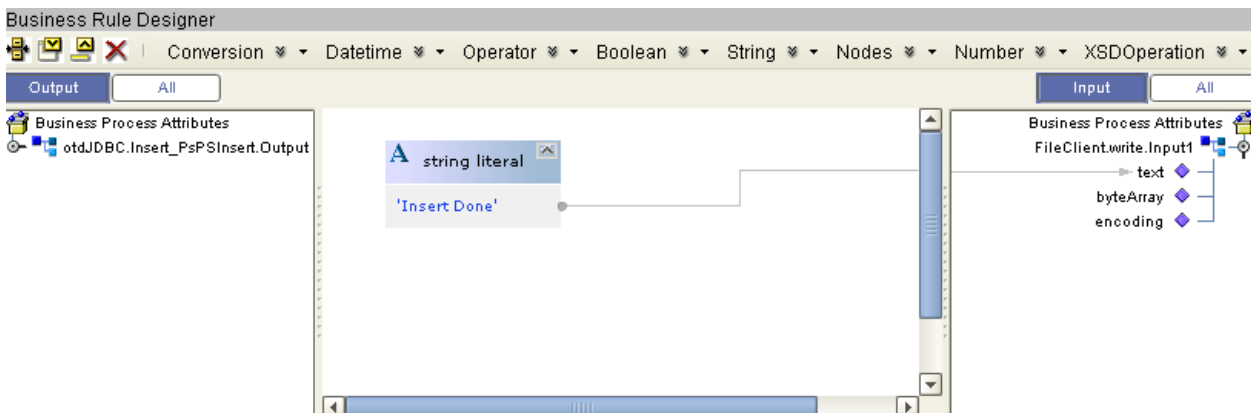 Business Rule Designer
Conversion Datetime Operator Boolean String Nodes Number XSDOperation
Output All Input All
Business Process Attributes
otdJDBC.Insert_PsPSInsert.Output
A string literal
'Insert Done'
Business Process Attributes
FileClient.write.Input1
text
byteArray
encoding